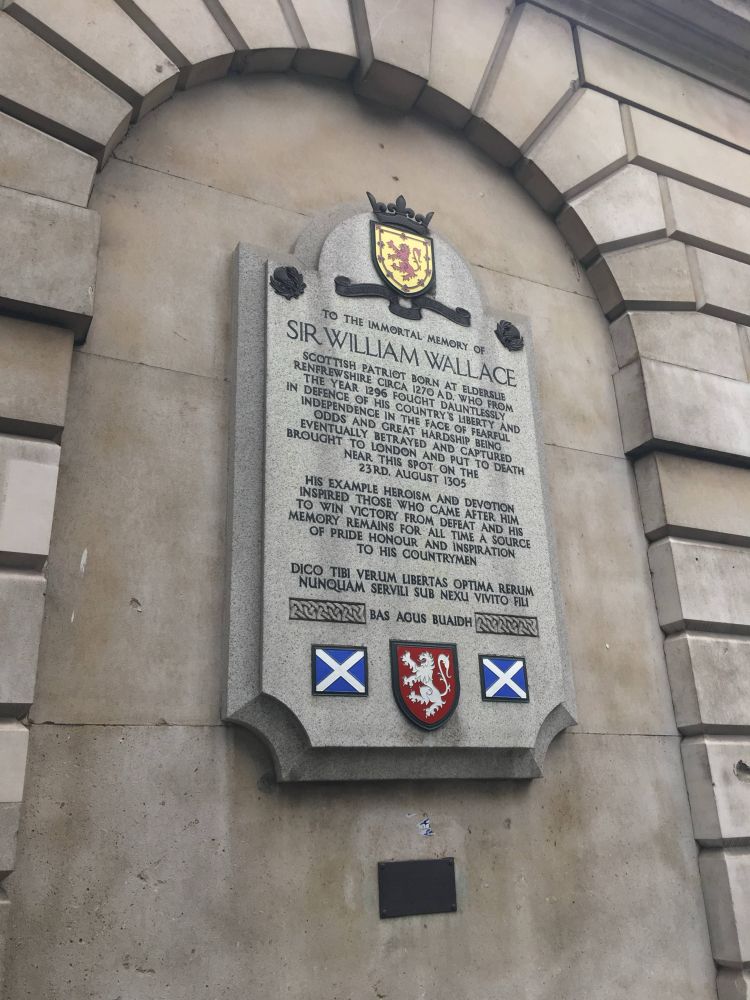 TO THE IMMORTAL MEMORY OF
SIR WILLIAM WALLACE
SCOTTISH PATRIOT BORN AT ELDERSLIE
RENFREWSHIRE CIRCA 1270 A.D. WHO FROM
THE YEAR 1296 FOUGHT DAUNTLESSLY
IN DEFENCE OF HIS COUNTRY'S LIBERTY AND
INDEPENDENCE IN THE FACE OF FEARFUL
ODDS AND GREAT HARDSHIP BEING
EVENTUALLY BETRAYED AND CAPTURED
BROUGHT TO LONDON AND PUT TO DEATH
NEAR THIS SPOT ON THE
23RD. AUGUST 1305
HIS EXAMPLE HEROISM AND DEVOTION
INSPIRED THOSE WHO CAME AFTER HIM
TO WIN VICTORY FROM DEFEAT AND HIS
MEMORY REMAINS FOR ALL TIME A SOURCE
OF PRIDE HONOUR AND INSPIRATION
TO HIS COUNTRYMEN
DICO TIBI VERUM LIBERTAS OPTIMA RERUM
NUNQUAM SERVILI SUB NEXU VIVITO FILI
BAS AGUS BUAIDH